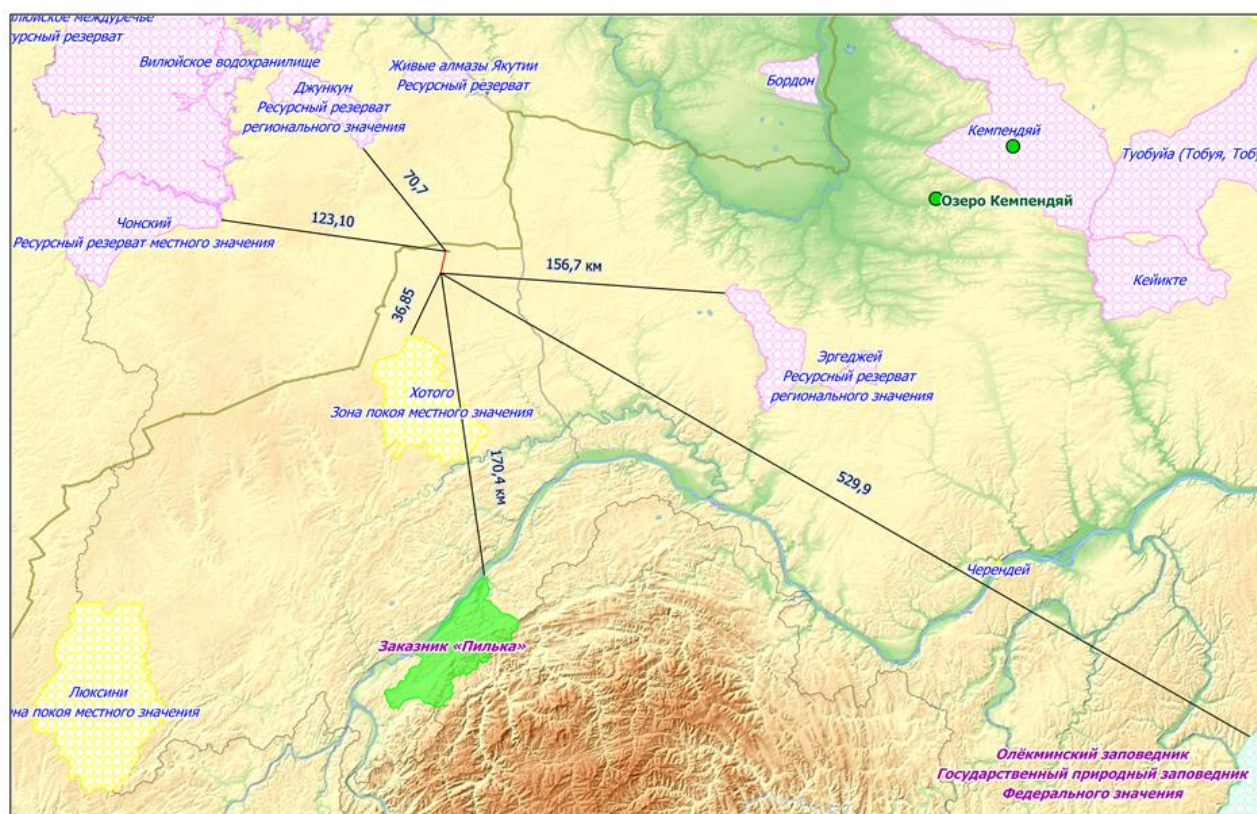 Вилюйское водохранилище
Джункун
Ресурсный резерват
регионального значения
Живые алмазы Якутии
Ресурсный резерват
Бордон
Кемпендяй
Озеро Кемпендяй
Кейикте
70,7
123,10
Чонский
Ресурсный резерват местного значения
156,7 км
36,85
Эргеджей
Ресурсный резерват
регионального значения
Хотого
Зона покоя местного значения
170,4 км
529,9
Черендей
Заказник «Пилька»
Люксини
на покоя местного значения
Олёкминский заповедник
Государственный природный заповедник
Федерального значения
урсный резерват
Туобуйа (Тобуя, Тобу